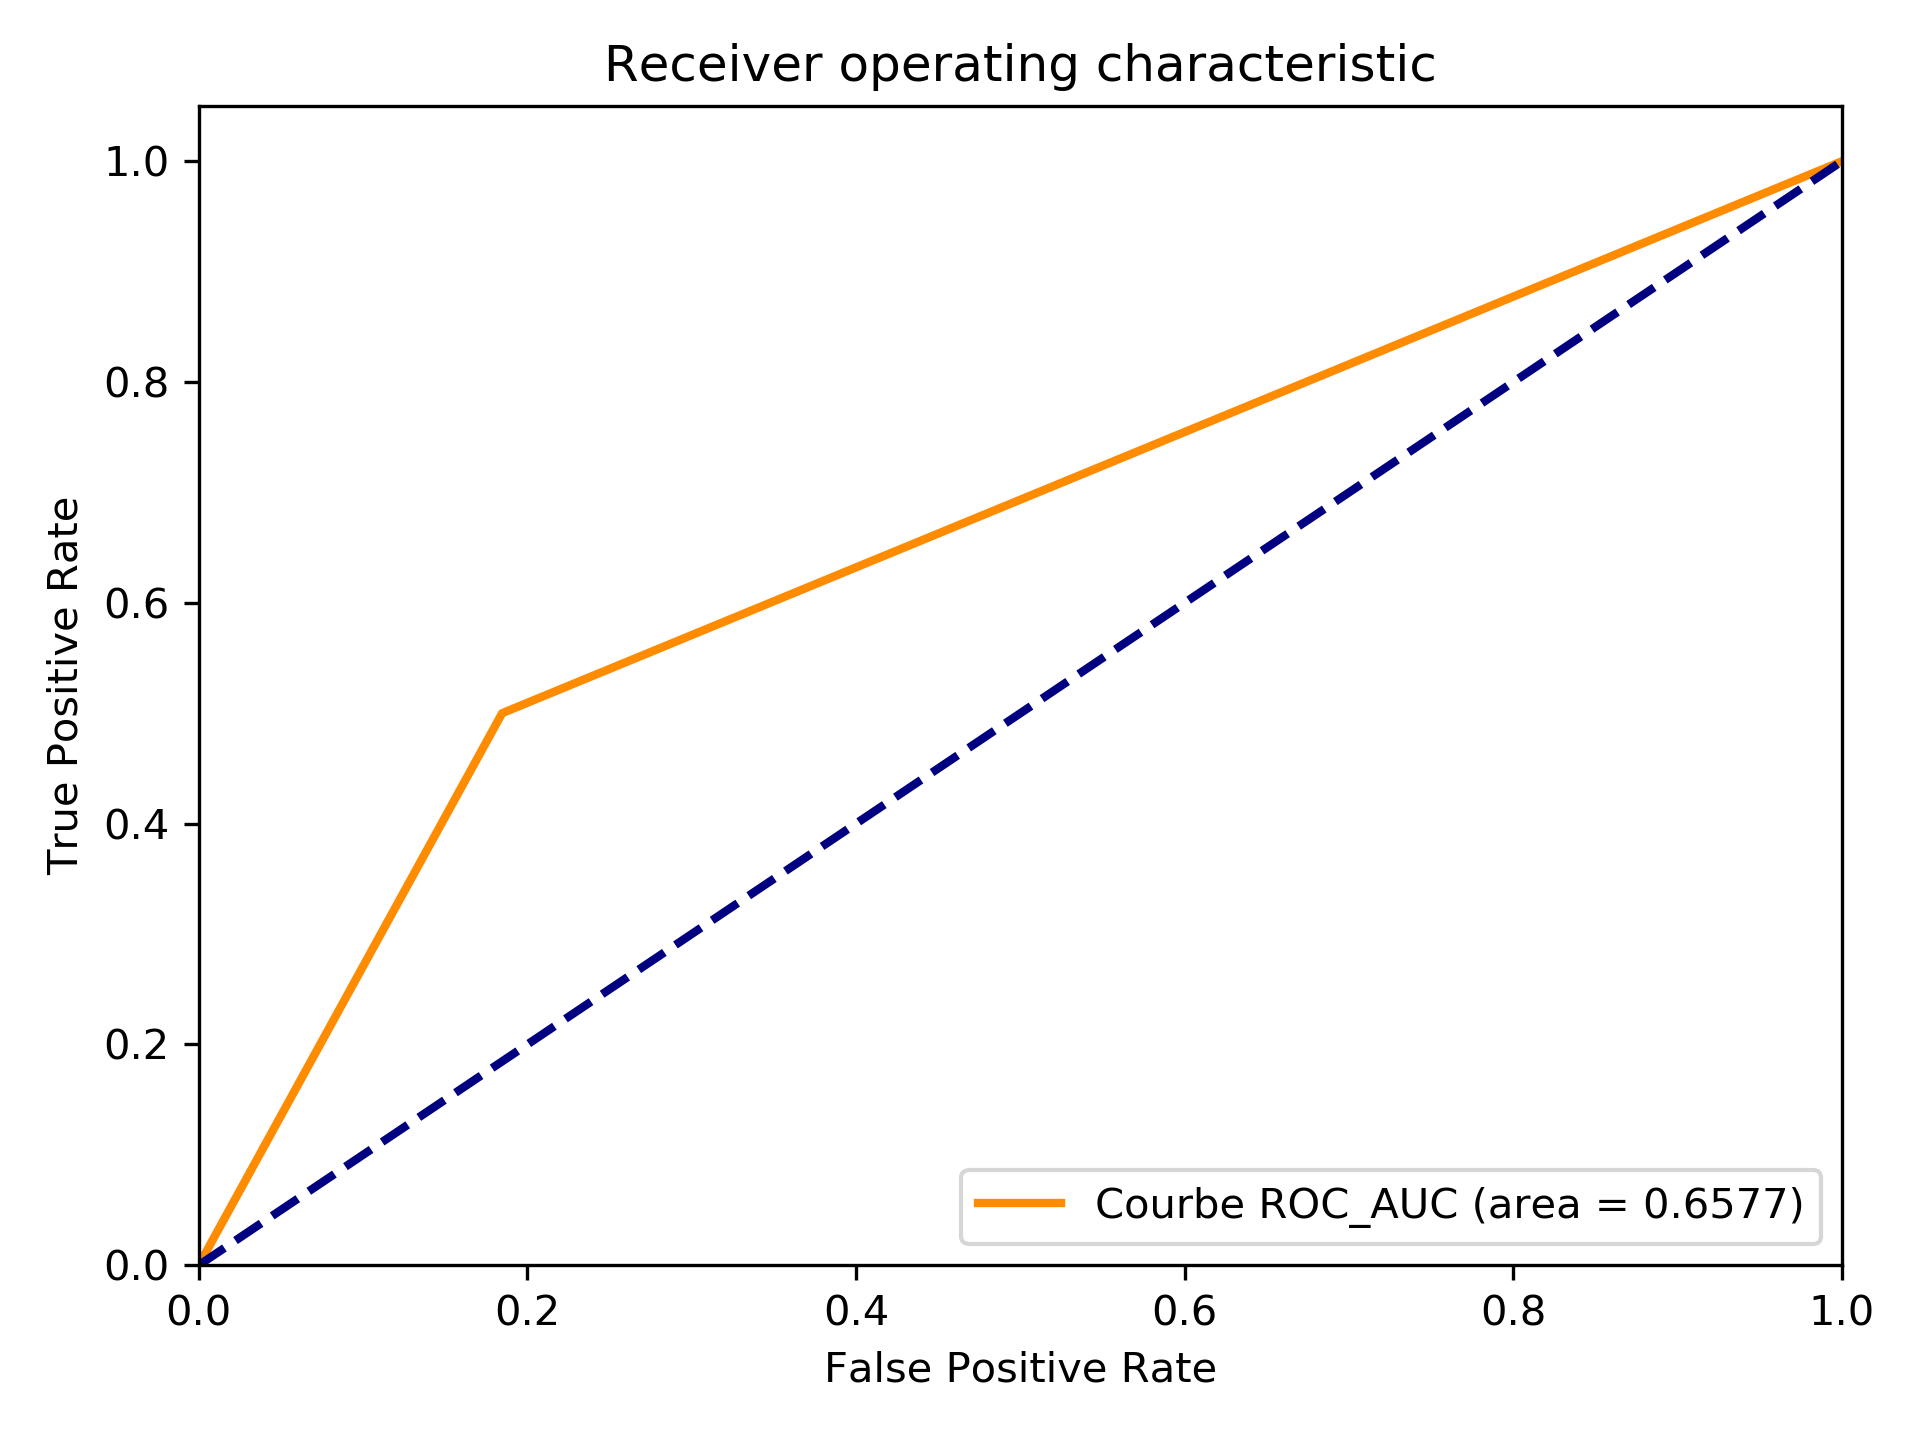 Receiver operating characteristic
True Positive Rate
1.0
0.8
0.6
0.4
0.2
0.0
Courbe ROC_AUC (area = 0.6577)
0.0 0.2 0.4 0.6 0.8 1.0
False Positive Rate